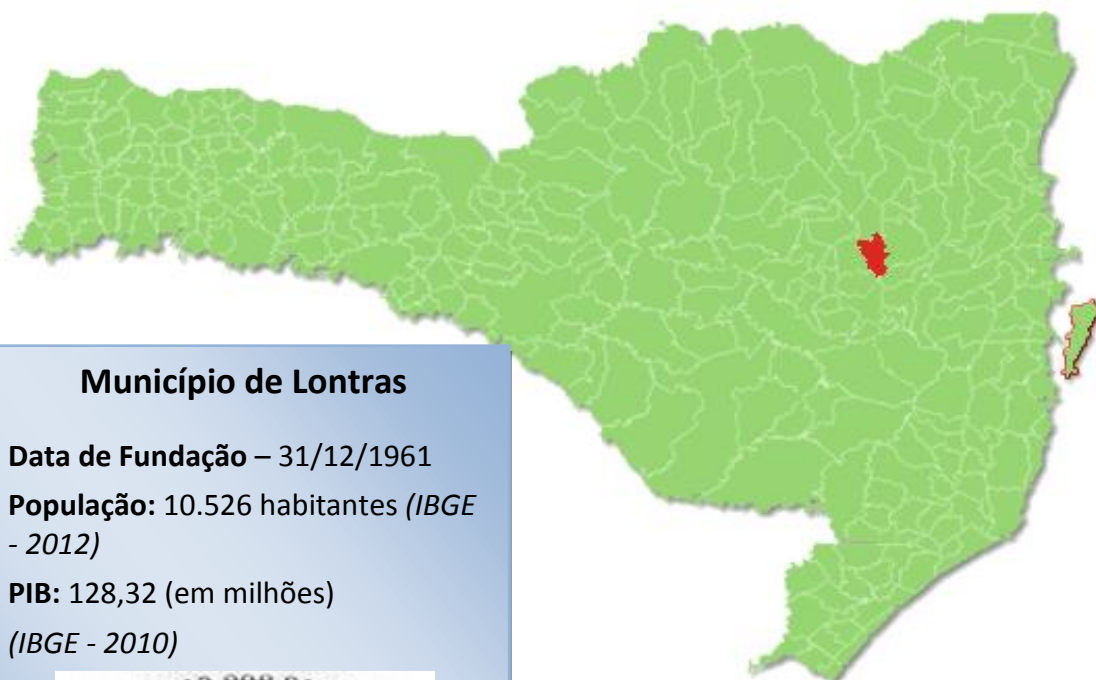 Município de Lontras
Data de Fundação – 31/12/1961
População: 10.526 habitantes (IBGE
- 2012)
PIB: 128,32 (em milhões)
(IBGE - 2010)